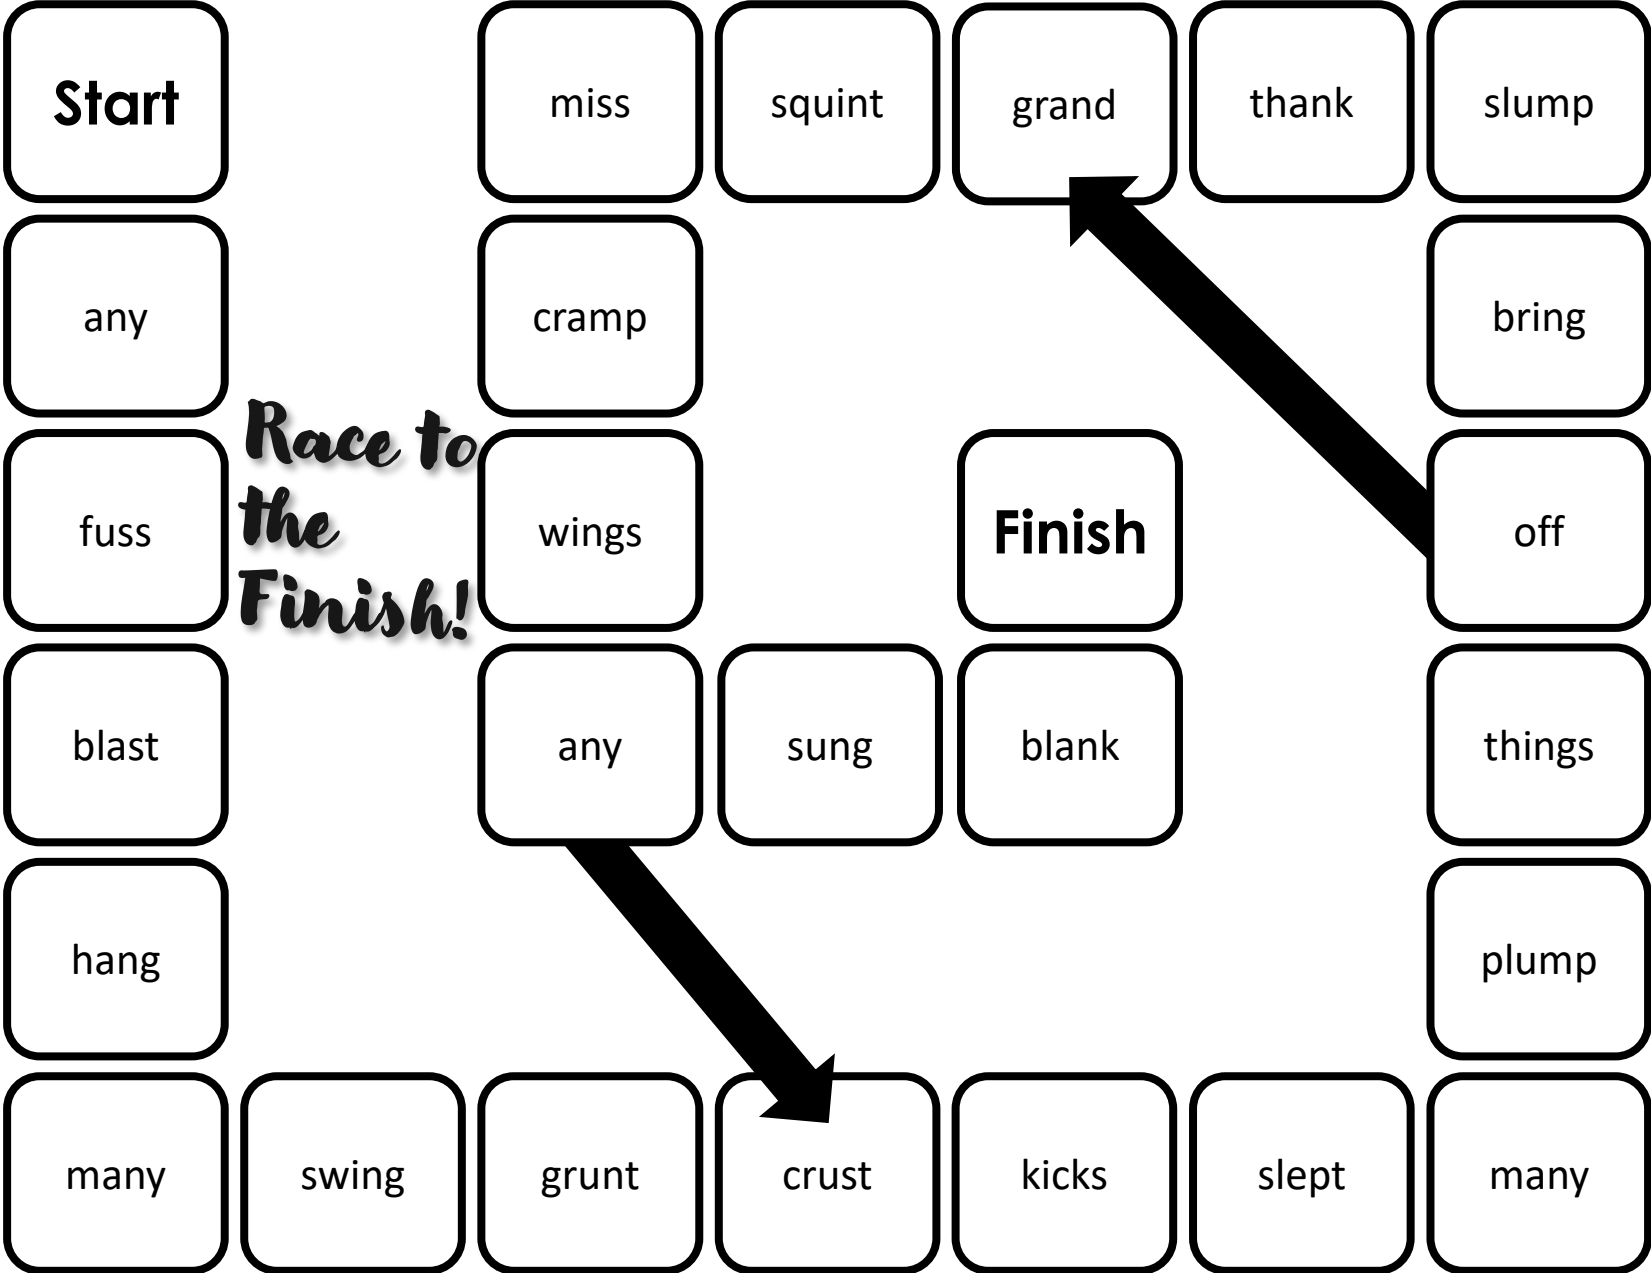 Start
miss
squint
grand
thank
slump
any
cramp
bring
Race to
the
Finish!
fuss
wings
Finish
off
blast
any
sung
blank
things
hang
plump
many
swing
grunt
crust
kicks
slept
many